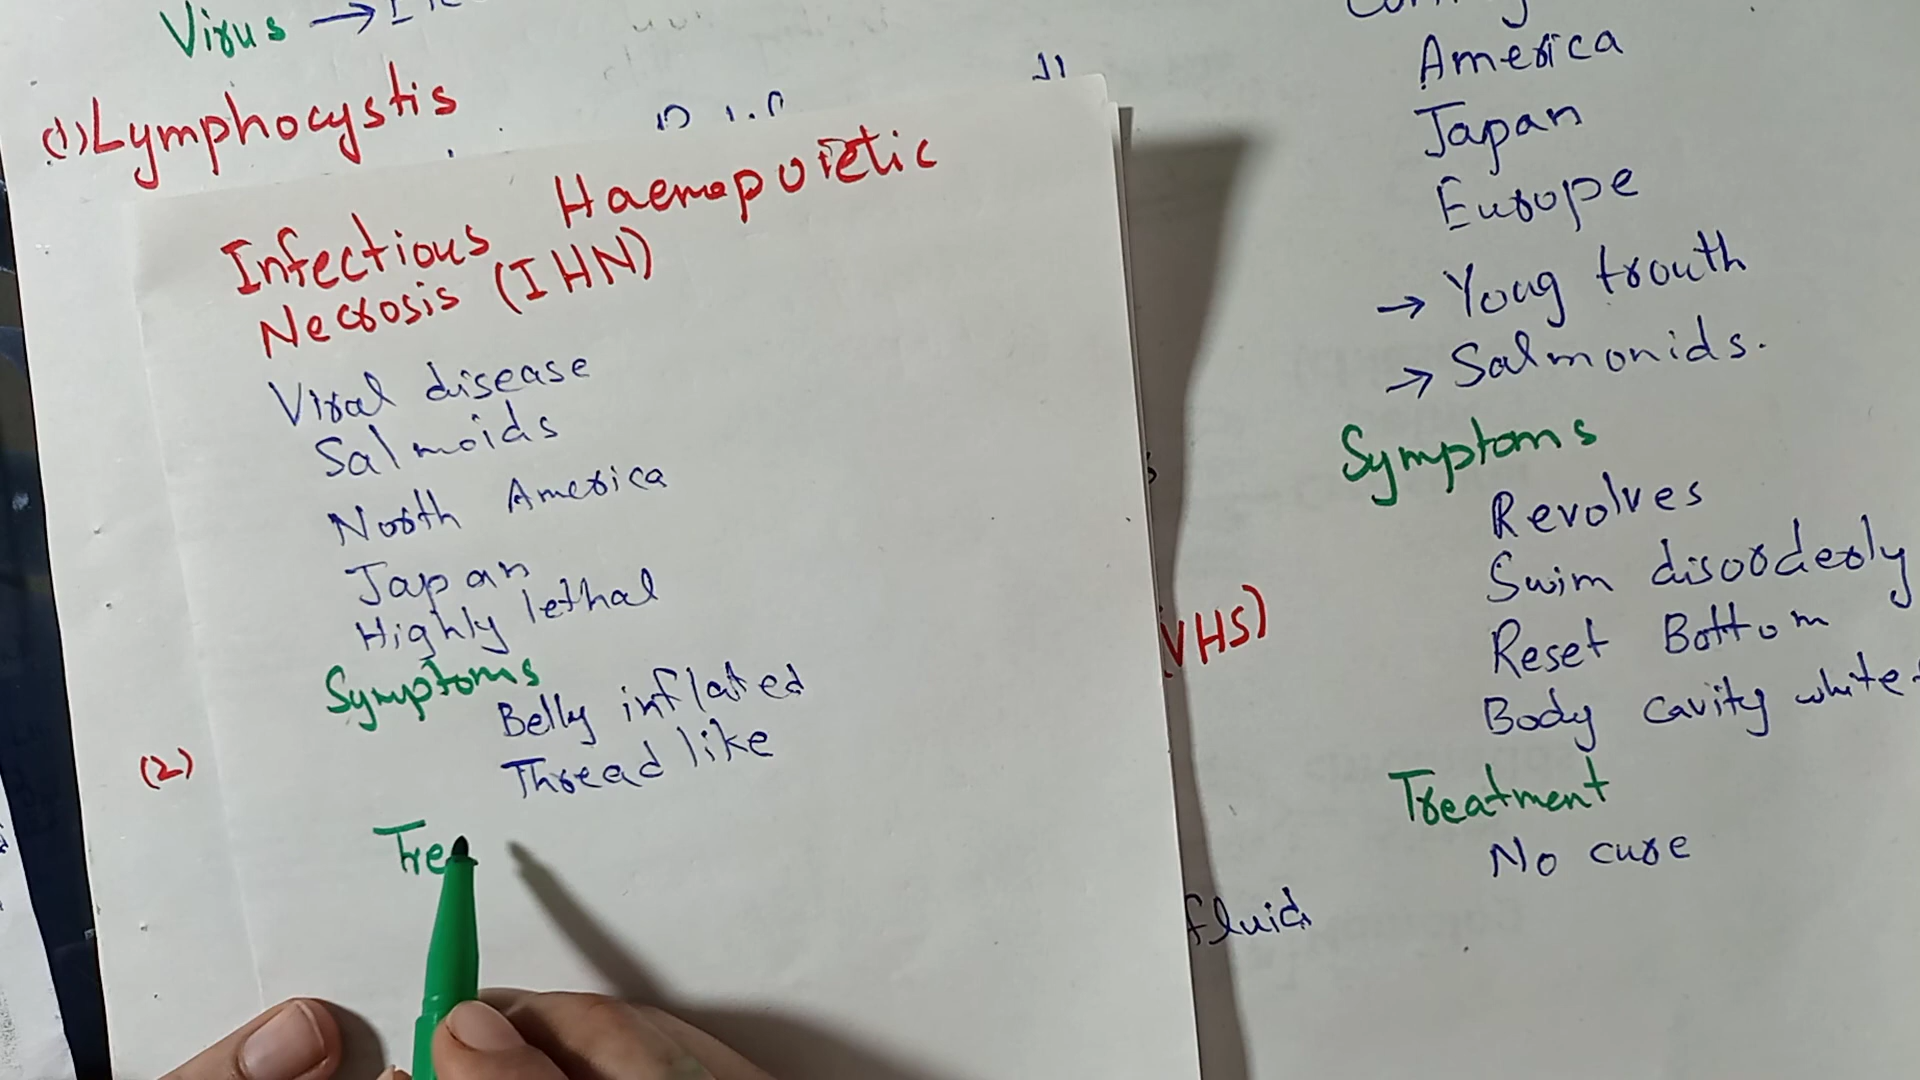 Virus →
(1) Lymphocystis
Infectious Haemapoietic
Necrosis (IHN)
Viral disease
Salmoids
North America
Japan
Highly lethal
Symptoms
Belly inflated
Thread like
(2)
Tre
(VHS)
fluid
America
Japan
Europe
→ Youg trouth
→ Salmonids.
Symptoms
Revolves
Swim disorderly
Reset Bottom
Body cavity white
Treatment
No cure